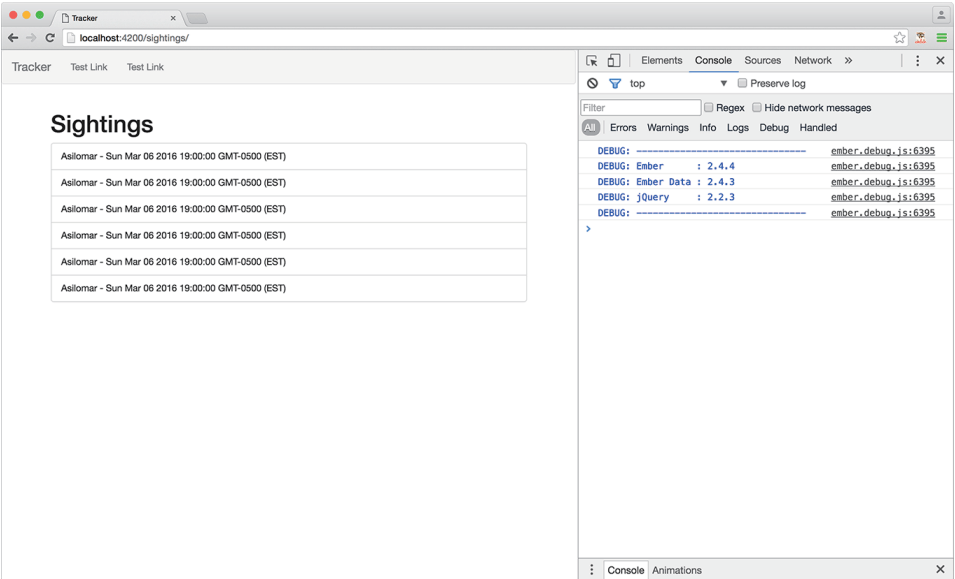 Tracker
localhost:4200/sightings/
Tracker Test Link Test Link
Elements Console Sources Network
top Preserve log
Filter Regex Hide network messages
All Errors Warnings Info Logs Debug Handled
Sightings
Asilomar - Sun Mar 06 2016 19:00:00 GMT-0500 (EST)
Asilomar - Sun Mar 06 2016 19:00:00 GMT-0500 (EST)
Asilomar - Sun Mar 06 2016 19:00:00 GMT-0500 (EST)
Asilomar - Sun Mar 06 2016 19:00:00 GMT-0500 (EST)
Asilomar - Sun Mar 06 2016 19:00:00 GMT-0500 (EST)
Asilomar - Sun Mar 06 2016 19:00:00 GMT-0500 (EST)
DEBUG: ------------------------------- ember.debug.js:6395
DEBUG: Ember : 2.4.4 ember.debug.js:6395
DEBUG: Ember Data : 2.4.3 ember.debug.js:6395
DEBUG: jQuery : 2.2.3 ember.debug.js:6395
DEBUG: ------------------------------- ember.debug.js:6395
Console Animations